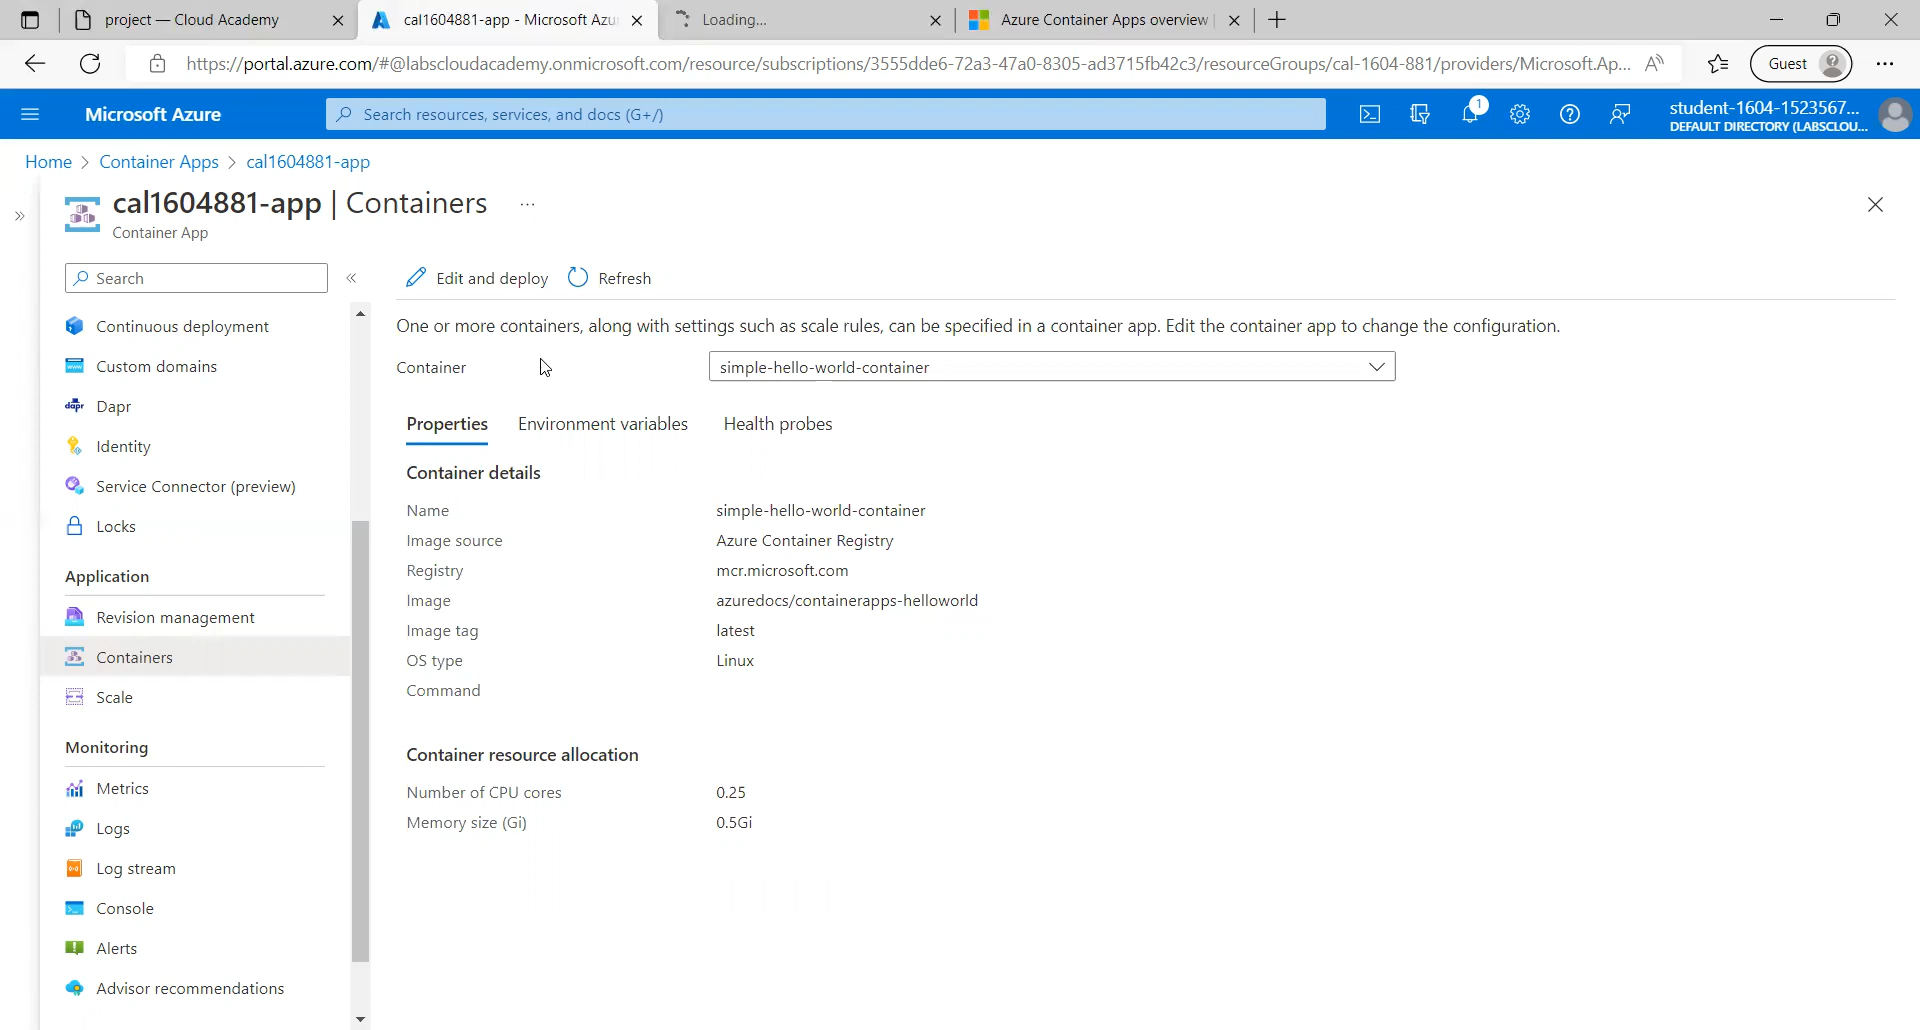 project — Cloud Academy
cal1604881-app - Microsoft Azu
Loading...
Azure Container Apps overview
https://portal.azure.com/#@labscloudacademy.onmicrosoft.com/resource/subscriptions/3555dde6-72a3-47a0-8305-ad3715fb42c3/resourceGroups/cal-1604-881/providers/Microsoft.Ap...
Guest
Microsoft Azure
Search resources, services, and docs (G+/)
1
student-1604-1523567...
DEFAULT DIRECTORY (LABSCLOU...
Home > Container Apps > cal1604881-app
cal1604881-app | Containers ...
Container App
Search
«
Edit and deploy
Refresh
Continuous deployment
Custom domains
Dapr
Identity
Service Connector (preview)
Locks
Application
Revision management
Containers
Scale
Monitoring
Metrics
Logs
Log stream
Console
Alerts
Advisor recommendations
One or more containers, along with settings such as scale rules, can be specified in a container app. Edit the container app to change the configuration.
Container
simple-hello-world-container
Properties
Environment variables
Health probes
Container details
Name simple-hello-world-container
Image source Azure Container Registry
Registry mcr.microsoft.com
Image azuredocs/containerapps-helloworld
Image tag latest
OS type Linux
Command
Container resource allocation
Number of CPU cores 0.25
Memory size (Gi) 0.5Gi